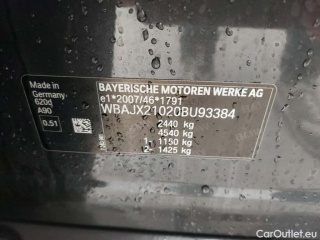 Made in
Germany
620d
A90
0.51
BAYERISCHE MOTOREN WERKE AG
e1*2007/46*1791
WBAJX21020BU93384
2440 kg
4540 kg
1- 1150 kg
2- 1425 kg
CarOutlet.eu